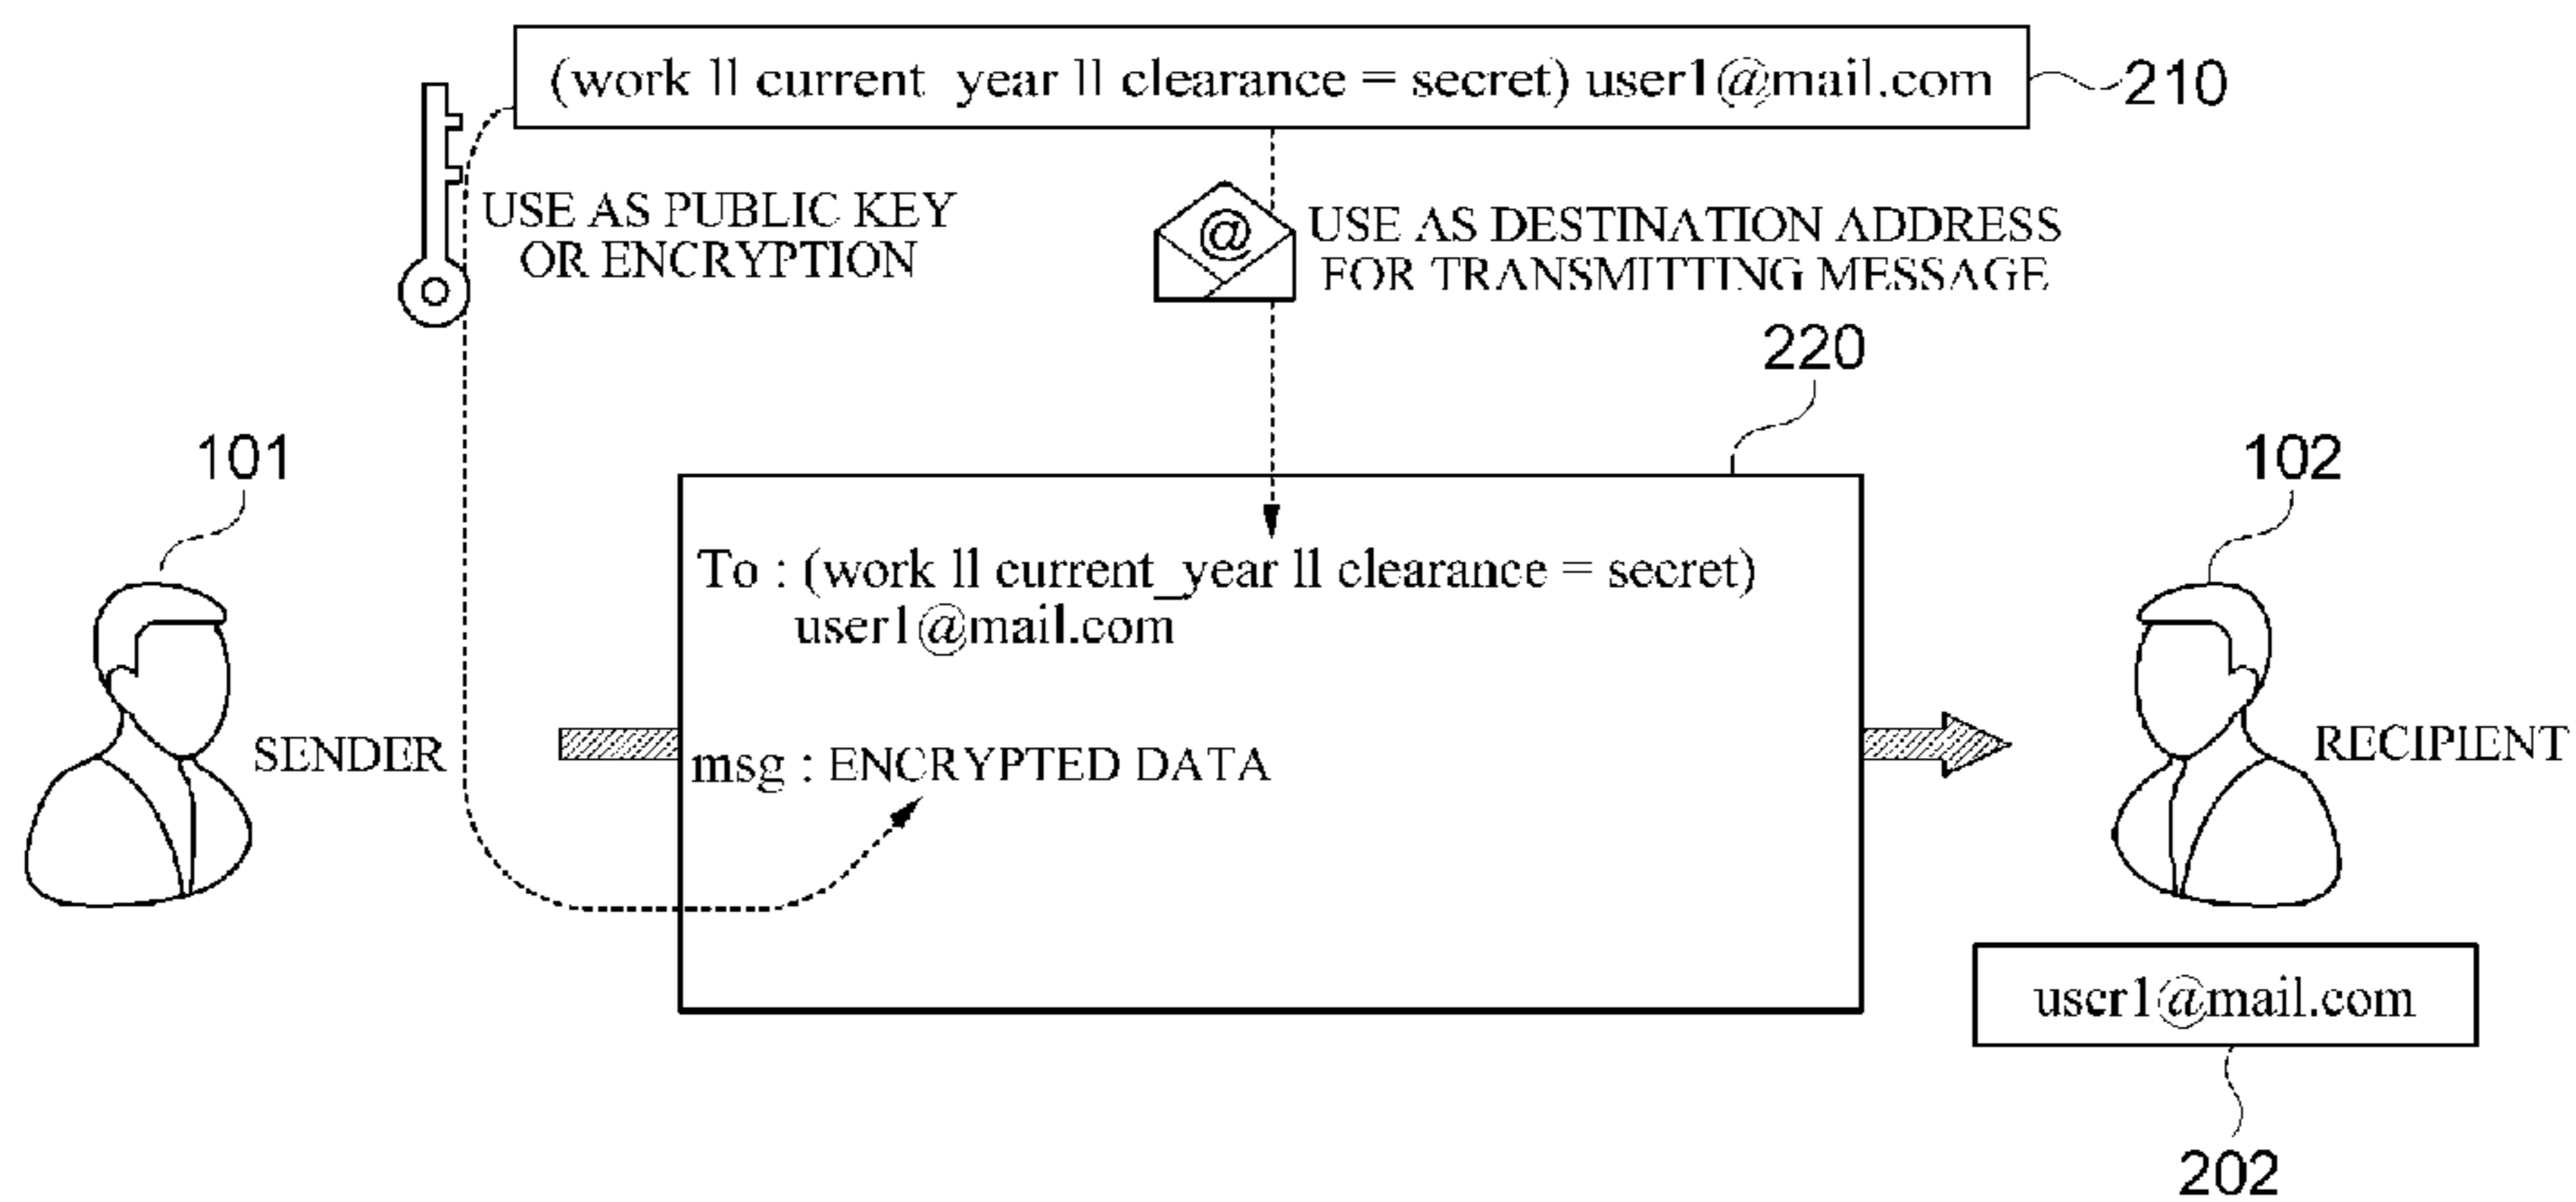 (work ll current year ll clearance = secret) user1@mail.com
210
USE AS PUBLIC KEY
OR ENCRYPTION
USE AS DESTINATION ADDRESS
FOR TRANSMITTING MESSAGE
220
101
102
To : (work ll current_year ll clearance = secret)
user1@mail.com
SENDER
msg : ENCRYPTED DATA
RECIPIENT
user1@mail.com
202